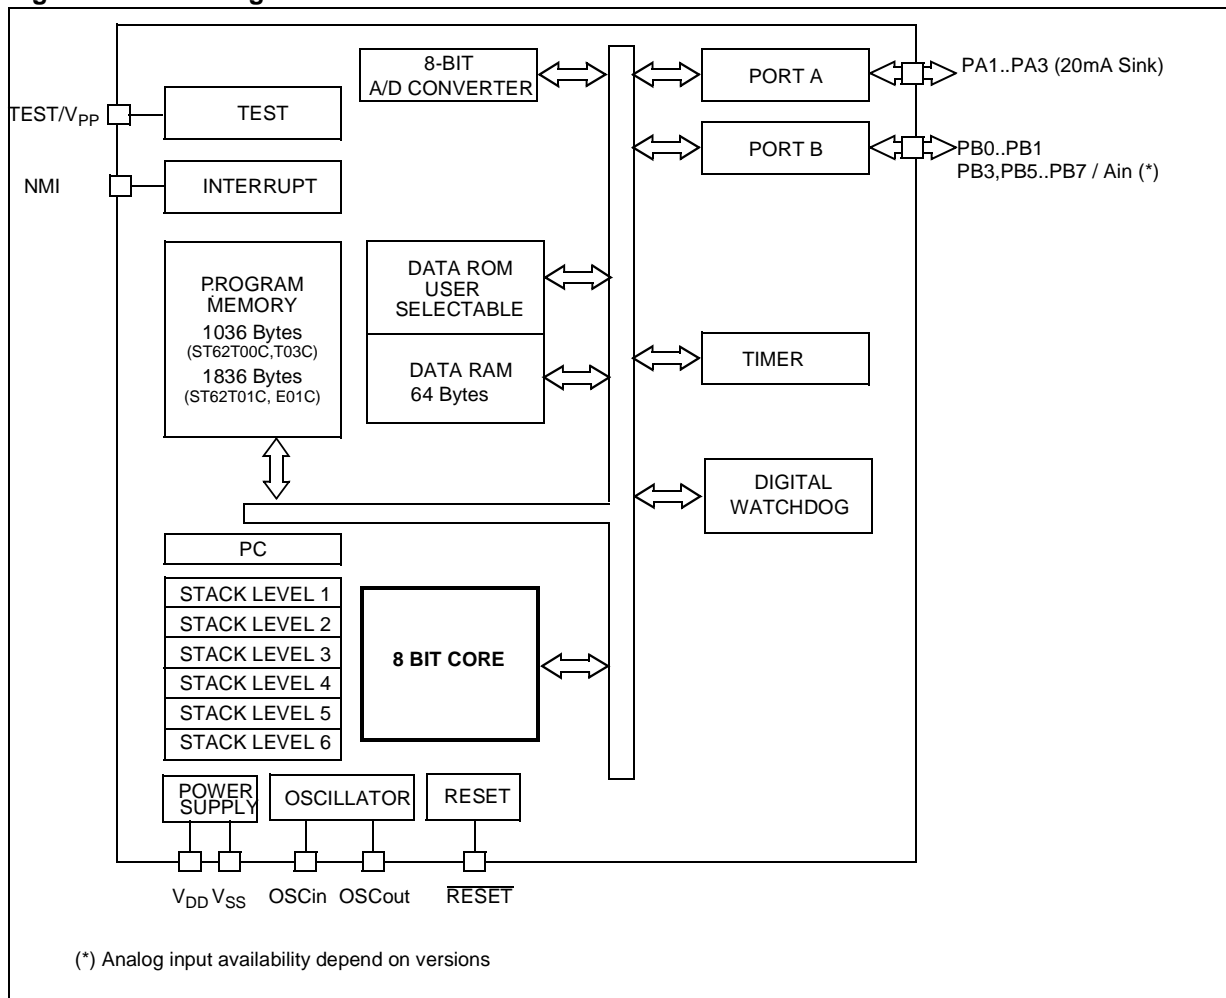 8-BIT
A/D CONVERTER
PORT A
PA1..PA3 (20mA Sink)
TEST/VPP
TEST
PORT B
PB0..PB1
PB3,PB5..PB7 / Ain (*)
NMI
INTERRUPT
PROGRAM
MEMORY
1036 Bytes
(ST62T00C,T03C)
1836 Bytes
(ST62T01C, E01C)
DATA ROM
USER
SELECTABLE
DATA RAM
64 Bytes
TIMER
DIGITAL
WATCHDOG
PC
STACK LEVEL 1
STACK LEVEL 2
STACK LEVEL 3
STACK LEVEL 4
STACK LEVEL 5
STACK LEVEL 6
8 BIT CORE
POWER
SUPPLY
OSCILLATOR
RESET
VDD VSS OSCin OSCout RESET
(*) Analog input availability depend on versions